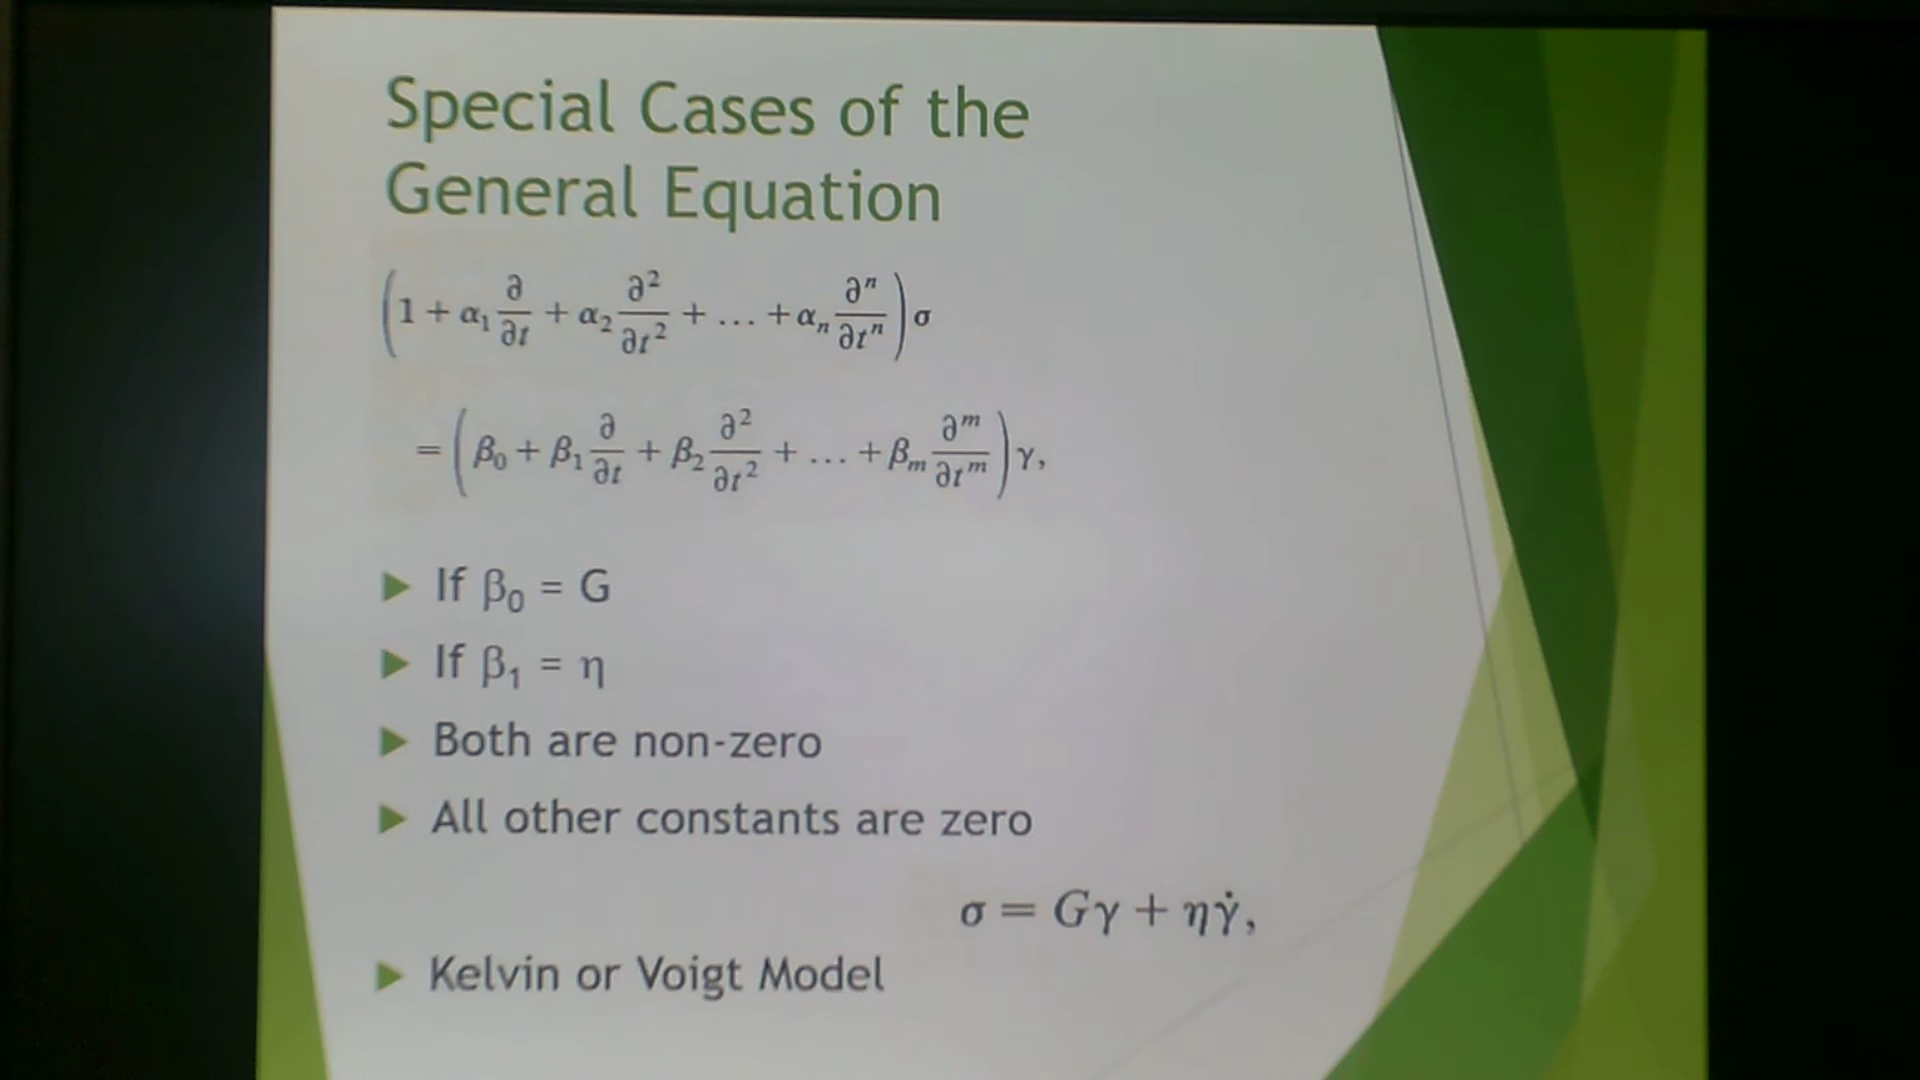 Special Cases of the
General Equation
(1 + α₁ ∂/∂t + α₂ ∂²/∂t² + ... + αₙ ∂ⁿ/∂tⁿ) σ
= (β₀ + β₁ ∂/∂t + β₂ ∂²/∂t² + ... + βₘ ∂ᵐ/∂tᵐ) γ,
If β₀ = G
If β₁ = η
Both are non-zero
All other constants are zero
σ = Gγ + ηγ̇,
Kelvin or Voigt Model